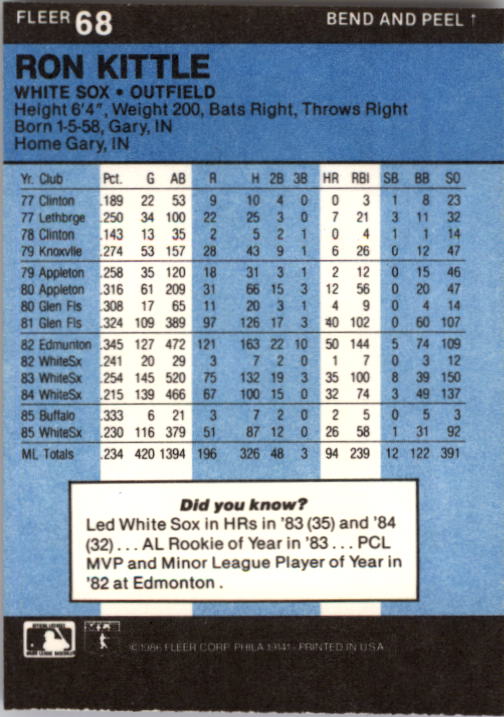 FLEER 68 BEND AND PEEL ↑
RON KITTLE
WHITE SOX • OUTFIELD
Height 6'4", Weight 200, Bats Right, Throws Right
Born 1-5-58, Gary, IN
Home Gary, IN
Yr. Club Pct. G AB R H 2B 3B HR RBI SB BB SO
77 Clinton .189 22 53 9 10 4 0 0 3 1 8 23
77 Lethbrge .250 34 100 22 25 3 0 7 21 3 11 32
78 Clinton .143 13 35 2 5 2 1 0 4 1 1 14
79 Knoxvlle .274 53 157 28 43 9 1 6 26 0 12 47
79 Appleton .258 35 120 18 31 3 1 2 12 0 15 46
80 Appleton .316 61 209 31 66 15 3 12 56 0 20 47
80 Glen Fls .308 17 65 11 20 3 1 4 9 0 4 14
81 Glen Fls .324 109 389 97 126 17 3 40 102 0 60 107
82 Edmunton .345 127 472 121 163 22 10 50 144 5 74 109
82 WhiteSx .241 20 29 3 7 2 0 1 7 0 3 12
83 WhiteSx .254 145 520 75 132 19 3 35 100 8 39 150
84 WhiteSx .215 139 466 67 100 15 0 32 74 3 49 137
85 Buffalo .333 6 21 3 7 2 0 2 5 0 5 3
85 WhiteSx .230 116 379 51 87 12 0 26 58 1 31 92
ML Totals .234 420 1394 196 326 48 3 94 239 12 122 391
Did you know?
Led White Sox in HRs in '83 (35) and '84
(32) . . . AL Rookie of Year in '83 . . . PCL
MVP and Minor League Player of Year in
'82 at Edmonton .
© 1986 FLEER CORP. PHILA 19141 - PRINTED IN U.S.A.